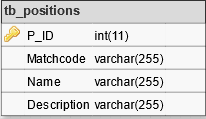 tb_positions
P_ID int(11)
Matchcode varchar(255)
Name varchar(255)
Description varchar(255)